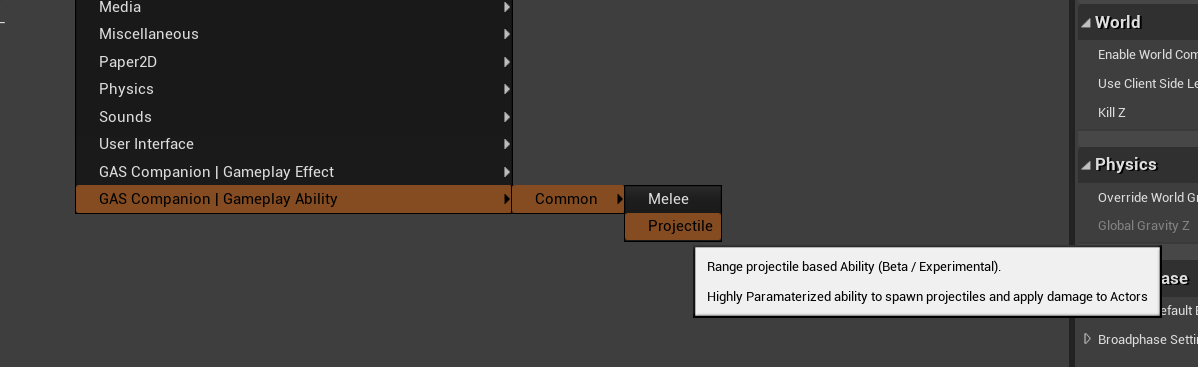 Media
Miscellaneous
Paper2D
Physics
Sounds
User Interface
GAS Companion | Gameplay Effect
GAS Companion | Gameplay Ability
Common
Melee
Projectile
Range projectile based Ability (Beta / Experimental).
Highly Paramaterized ability to spawn projectiles and apply damage to Actors
World
Enable World Com
Use Client Side Le
Kill Z
Physics
Override World Gr
Global Gravity Z
ase
efault B
Broadphase Settin